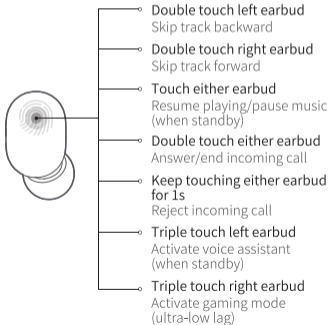 Double touch left earbud
Skip track backward
Double touch right earbud
Skip track forward
Touch either earbud
Resume playing/pause music
(when standby)
Double touch either earbud
Answer/end incoming call
Keep touching either earbud
for 1s
Reject incoming call
Triple touch left earbud
Activate voice assistant
(when standby)
Triple touch right earbud
Activate gaming mode
(ultra-low lag)